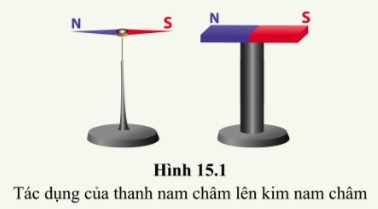 N S N S
Hình 15.1
Tác dụng của thanh nam châm lên kim nam châm